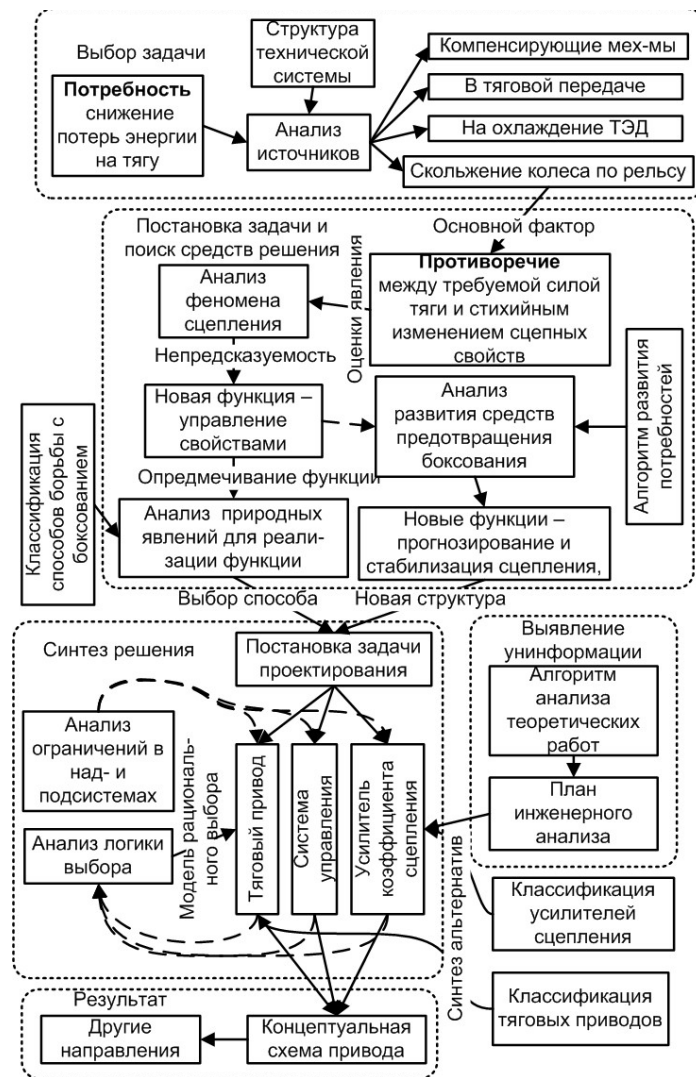 Выбор задачи
Структура
технической
системы
Потребность
снижение
потерь энергии
на тягу
Анализ
источников
Компенсирующие мех-мы
В тяговой передаче
На охлаждение ТЭД
Скольжение колеса по рельсу
Постановка задачи и
поиск средств решения
Основной фактор
Анализ
феномена
сцепления
Оценки явления
Противоречие
между требуемой силой
тяги и стихийным
изменением сцепных
свойств
Непредсказуемость
Новая функция –
управление
свойствами
Анализ
развития средств
предотвращения
боксования
Алгоритм развития
потребностей
Классификация
способов борьбы с
боксованием
Опредмечивание функции
Анализ природных
явлений для реали-
зации функции
Новые функции –
прогнозирование и
стабилизация сцепления,
Выбор способа
Новая структура
Синтез решения
Постановка задачи
проектирования
Выявление
унинформации
Алгоритм
анализа
теоретических
работ
План
инженерного
анализа
Анализ
ограничений в
над- и
подсистемах
Анализ логики
выбора
Модель рациональ-
ного выбора
Тяговый привод
Система
управления
Усилитель
коэффициента
сцепления
Синтез альтернатив
Классификация
усилителей
сцепления
Классификация
тяговых приводов
Результат
Другие
направления
Концептуальная
схема привода